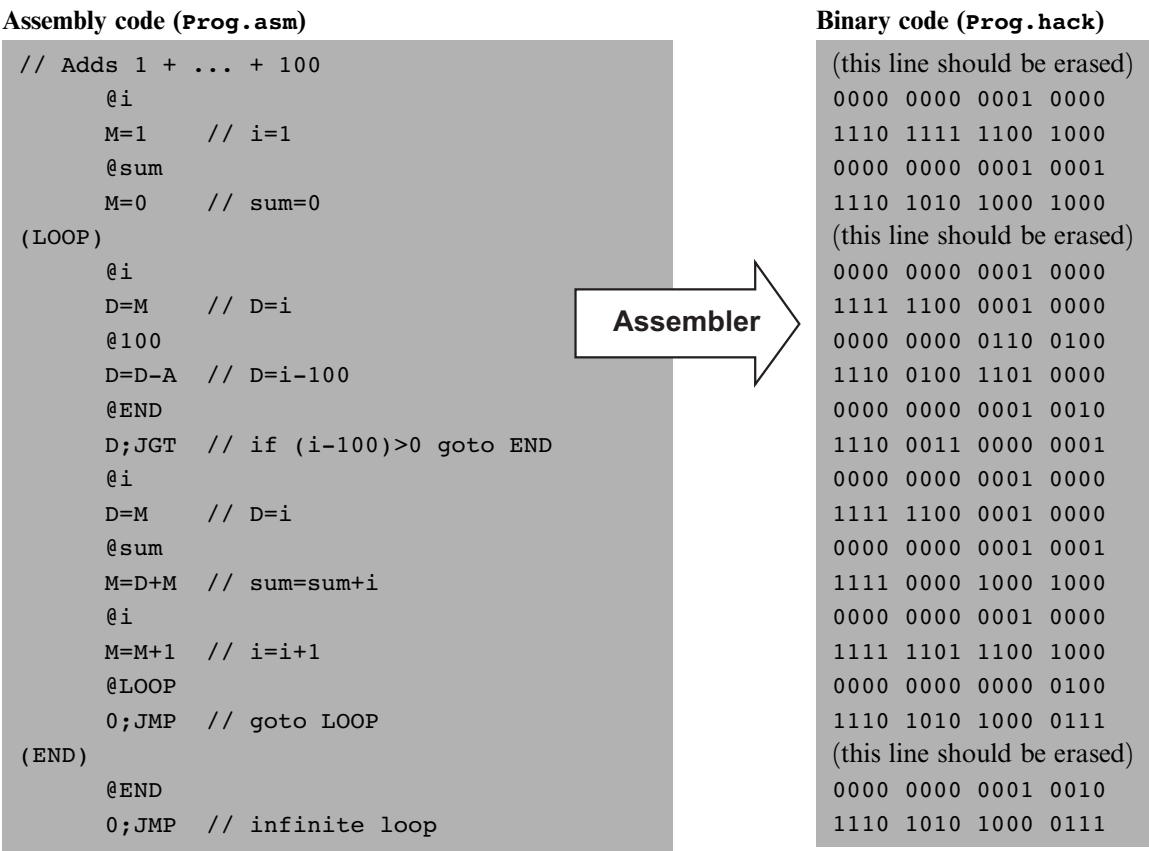 Assembly code (Prog.asm)
// Adds 1 + ... + 100
@i
M=1 // i=1
@sum
M=0 // sum=0
(LOOP)
@i
D=M // D=i
@100
D=D-A // D=i-100
@END
D;JGT // if (i-100)>0 goto END
@i
D=M // D=i
@sum
M=D+M // sum=sum+i
@i
M=M+1 // i=i+1
@LOOP
0;JMP // goto LOOP
(END)
@END
0;JMP // infinite loop
Assembler
Binary code (Prog.hack)
(this line should be erased)
0000 0000 0001 0000
1110 1111 1100 1000
0000 0000 0001 0001
1110 1010 1000 1000
(this line should be erased)
0000 0000 0001 0000
1111 1100 0001 0000
0000 0000 0110 0100
1110 0100 1101 0000
0000 0000 0001 0010
1110 0011 0000 0001
0000 0000 0001 0000
1111 1100 0001 0000
0000 0000 0001 0001
1111 0000 1000 1000
0000 0000 0001 0000
1111 1101 1100 1000
0000 0000 0000 0100
1110 1010 1000 0111
(this line should be erased)
0000 0000 0001 0010
1110 1010 1000 0111